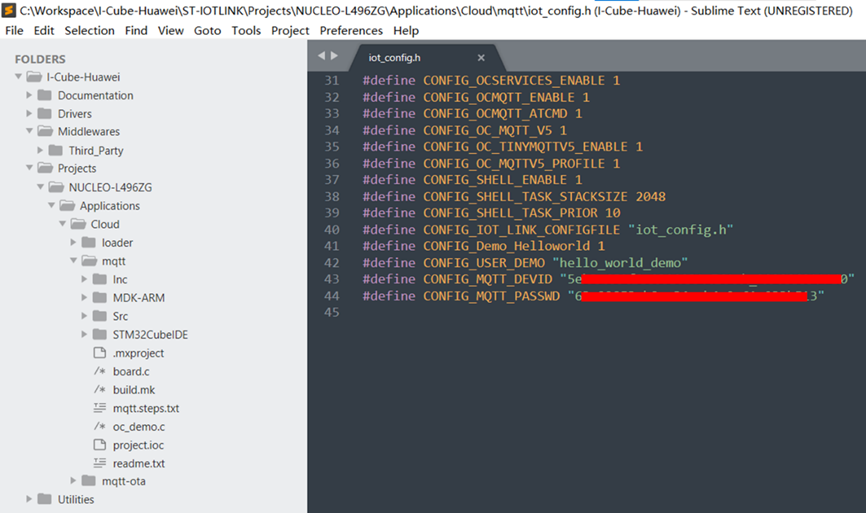 C:\Workspace\I-Cube-Huawei\ST-IOTLINK\Projects\NUCLEO-L496ZG\Applications\Cloud\mqtt\iot_config.h (I-Cube-Huawei) - Sublime Text (UNREGISTERED)
File Edit Selection Find View Goto Tools Project Preferences Help
FOLDERS
I-Cube-Huawei
Documentation
Drivers
Middlewares
Third_Party
Projects
NUCLEO-L496ZG
Applications
Cloud
loader
mqtt
Inc
MDK-ARM
Src
STM32CubeIDE
.mxproject
/* board.c
/* build.mk
mqtt.steps.txt
/* oc_demo.c
project.ioc
readme.txt
mqtt-ota
Utilities
iot_config.h ×
31 #define CONFIG_OCSERVICES_ENABLE 1
32 #define CONFIG_OCMQTT_ENABLE 1
33 #define CONFIG_OCMQTT_ATCMD 1
34 #define CONFIG_OC_MQTT_V5 1
35 #define CONFIG_OC_TINYMQTTV5_ENABLE 1
36 #define CONFIG_OC_MQTTV5_PROFILE 1
37 #define CONFIG_SHELL_ENABLE 1
38 #define CONFIG_SHELL_TASK_STACKSIZE 2048
39 #define CONFIG_SHELL_TASK_PRIOR 10
40 #define CONFIG_IOT_LINK_CONFIGFILE "iot_config.h"
41 #define CONFIG_Demo_Helloworld 1
42 #define CONFIG_USER_DEMO "hello_world_demo"
43 #define CONFIG_MQTT_DEVID "5e 0"
44 #define CONFIG_MQTT_PASSWD "6 3"
45